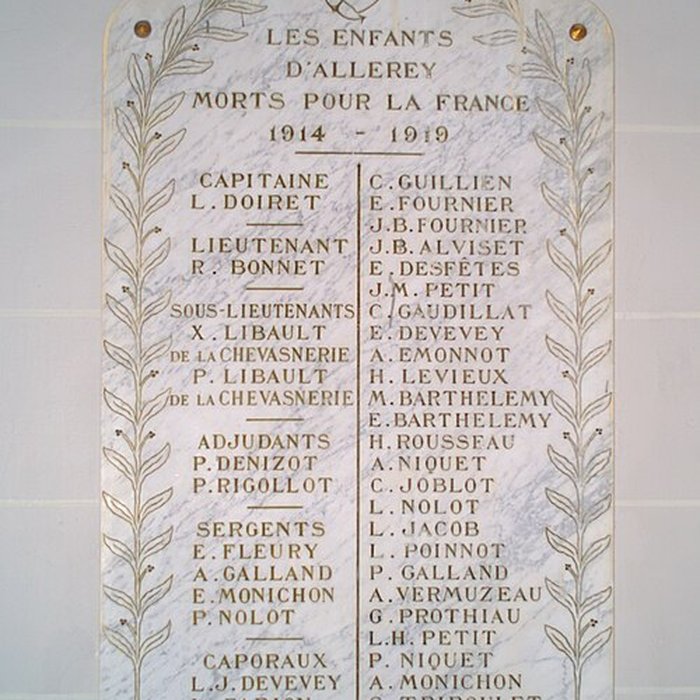 LES ENFANTS
D'ALLEREY
MORTS POUR LA FRANCE
1914 - 1919
CAPITAINE
L. DOIRET
LIEUTENANT
R. BONNET
SOUS-LIEUTENANTS
X. LIBAULT
DE LA CHEVASNERIE
P. LIBAULT
DE LA CHEVASNERIE
ADJUDANTS
P. DENIZOT
P. RIGOLLOT
SERGENTS
E. FLEURY
A. GALLAND
E. MONICHON
P. NOLOT
CAPORAUX
L.J. DEVEVEY
C. GUILLIEN
E. FOURNIER
J.B. FOURNIER
J.B. ALVISET
E. DESFÊTES
J.M. PETIT
C. GAUDILLAT
E. DEVEVEY
A. EMONNOT
H. LEVIEUX
M. BARTHELEMY
E. BARTHELEMY
H. ROUSSEAU
A. NIQUET
C. JOBLOT
L. NOLOT
L. JACOB
L. POINNOT
P. GALLAND
A. VERMUZEAU
G. PROTHIAU
L.H. PETIT
P. NIQUET
A. MONICHON